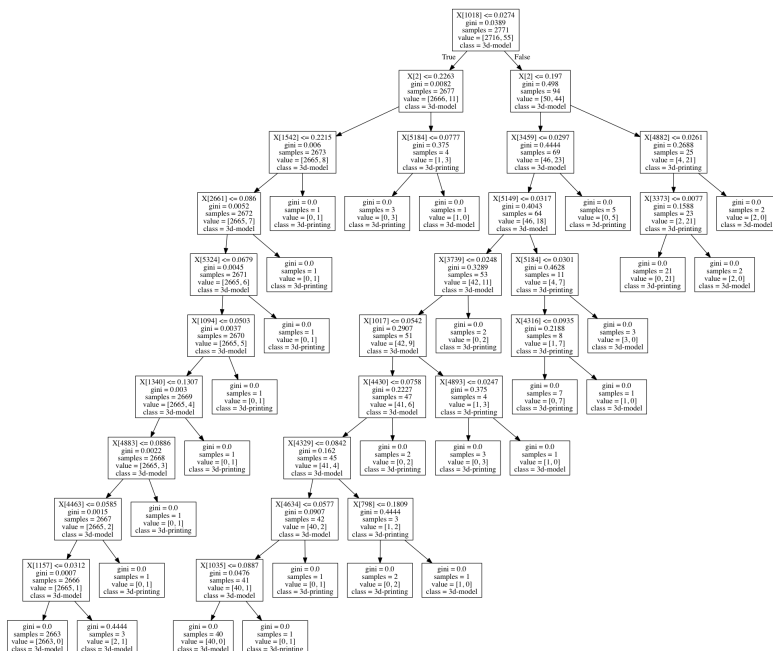 X[1018] <= 0.0274
gini = 0.0389
samples = 2771
value = [2716, 55]
class = 3d-model
True
False
X[2] <= 0.2263
gini = 0.0082
samples = 2677
value = [2666, 11]
class = 3d-model
X[2] <= 0.197
gini = 0.498
samples = 94
value = [50, 44]
class = 3d-model
X[1542] <= 0.2215
gini = 0.006
samples = 2673
value = [2665, 8]
class = 3d-model
X[5184] <= 0.0777
gini = 0.375
samples = 4
value = [1, 3]
class = 3d-printing
X[3459] <= 0.0297
gini = 0.4444
samples = 69
value = [46, 23]
class = 3d-model
X[4882] <= 0.0261
gini = 0.2688
samples = 25
value = [4, 21]
class = 3d-printing
X[2661] <= 0.086
gini = 0.0052
samples = 2672
value = [2665, 7]
class = 3d-model
gini = 0.0
samples = 1
value = [0, 1]
class = 3d-printing
gini = 0.0
samples = 3
value = [0, 3]
class = 3d-printing
gini = 0.0
samples = 1
value = [1, 0]
class = 3d-model
X[5149] <= 0.0317
gini = 0.4043
samples = 64
value = [46, 18]
class = 3d-model
gini = 0.0
samples = 5
value = [0, 5]
class = 3d-printing
X[3373] <= 0.0077
gini = 0.1588
samples = 23
value = [2, 21]
class = 3d-printing
gini = 0.0
samples = 2
value = [2, 0]
class = 3d-model
X[5324] <= 0.0679
gini = 0.0045
samples = 2671
value = [2665, 6]
class = 3d-model
gini = 0.0
samples = 1
value = [0, 1]
class = 3d-printing
X[3739] <= 0.0248
gini = 0.3289
samples = 53
value = [42, 11]
class = 3d-model
X[5184] <= 0.0301
gini = 0.4628
samples = 11
value = [4, 7]
class = 3d-printing
gini = 0.0
samples = 21
value = [0, 21]
class = 3d-printing
gini = 0.0
samples = 2
value = [2, 0]
class = 3d-model
X[1094] <= 0.0503
gini = 0.0037
samples = 2670
value = [2665, 5]
class = 3d-model
gini = 0.0
samples = 1
value = [0, 1]
class = 3d-printing
X[1017] <= 0.0542
gini = 0.2907
samples = 51
value = [42, 9]
class = 3d-model
gini = 0.0
samples = 2
value = [0, 2]
class = 3d-printing
X[4316] <= 0.0935
gini = 0.2188
samples = 8
value = [1, 7]
class = 3d-printing
gini = 0.0
samples = 3
value = [3, 0]
class = 3d-model
X[1340] <= 0.1307
gini = 0.003
samples = 2669
value = [2665, 4]
class = 3d-model
gini = 0.0
samples = 1
value = [0, 1]
class = 3d-printing
X[4430] <= 0.0758
gini = 0.2227
samples = 47
value = [41, 6]
class = 3d-model
X[4893] <= 0.0247
gini = 0.375
samples = 4
value = [1, 3]
class = 3d-printing
gini = 0.0
samples = 7
value = [0, 7]
class = 3d-printing
gini = 0.0
samples = 1
value = [1, 0]
class = 3d-model
X[4883] <= 0.0886
gini = 0.0022
samples = 2668
value = [2665, 3]
class = 3d-model
gini = 0.0
samples = 1
value = [0, 1]
class = 3d-printing
X[4329] <= 0.0842
gini = 0.162
samples = 45
value = [41, 4]
class = 3d-model
gini = 0.0
samples = 2
value = [0, 2]
class = 3d-printing
gini = 0.0
samples = 3
value = [0, 3]
class = 3d-printing
gini = 0.0
samples = 1
value = [1, 0]
class = 3d-model
X[4463] <= 0.0585
gini = 0.0015
samples = 2667
value = [2665, 2]
class = 3d-model
gini = 0.0
samples = 1
value = [0, 1]
class = 3d-printing
X[4634] <= 0.0577
gini = 0.0907
samples = 42
value = [40, 2]
class = 3d-model
X[798] <= 0.1809
gini = 0.4444
samples = 3
value = [1, 2]
class = 3d-printing
X[1157] <= 0.0312
gini = 0.0007
samples = 2666
value = [2665, 1]
class = 3d-model
gini = 0.0
samples = 1
value = [0, 1]
class = 3d-printing
X[1035] <= 0.0887
gini = 0.0476
samples = 41
value = [40, 1]
class = 3d-model
gini = 0.0
samples = 1
value = [0, 1]
class = 3d-printing
gini = 0.0
samples = 2
value = [0, 2]
class = 3d-printing
gini = 0.0
samples = 1
value = [1, 0]
class = 3d-model
gini = 0.0
samples = 2663
value = [2663, 0]
class = 3d-model
gini = 0.4444
samples = 3
value = [2, 1]
class = 3d-model
gini = 0.0
samples = 40
value = [40, 0]
class = 3d-model
gini = 0.0
samples = 1
value = [0, 1]
class = 3d-printing